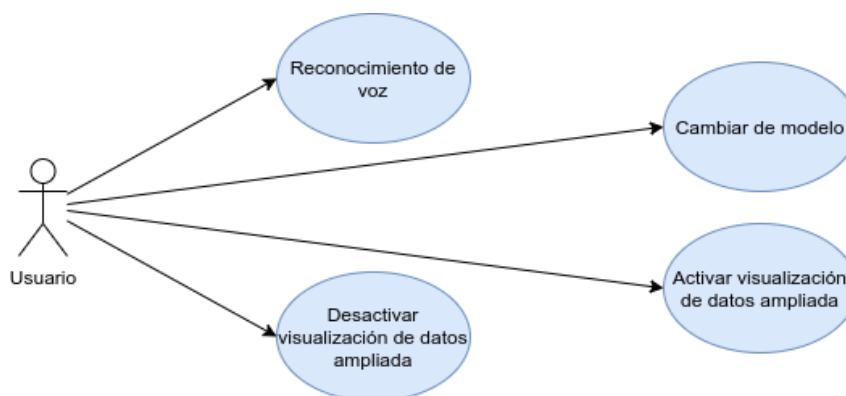 Reconocimiento de
voz
Cambiar de modelo
Usuario
Activar visualización
de datos ampliada
Desactivar
visualización de datos
ampliada